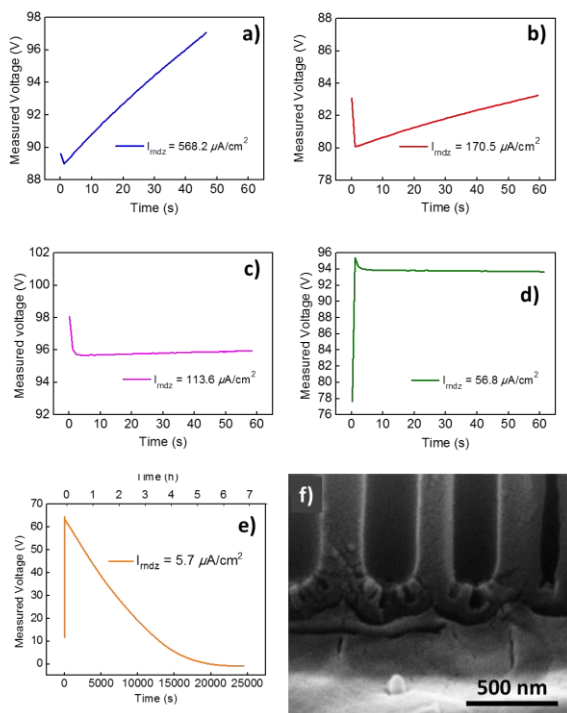 a)
98
96
94
92
90
88
Measured Voltage (V)
I_mdz = 568.2 µA/cm²
0 10 20 30 40 50 60
Time (s)
b)
86
84
82
80
78
Measured Voltage (V)
I_mdz = 170.5 µA/cm²
0 10 20 30 40 50 60
Time (s)
c)
102
100
98
96
94
92
Measured voltage (V)
I_mdz = 113.6 µA/cm²
0 10 20 30 40 50 60
Time (s)
d)
96
94
92
90
88
86
84
82
80
78
76
Measured Voltage (V)
I_mdz = 56.8 µA/cm²
0 10 20 30 40 50 60
Time (s)
Time (h)
0 1 2 3 4 5 6 7
e)
70
60
50
40
30
20
10
0
Measured Voltage (V)
I_mdz = 5.7 µA/cm²
0 5000 10000 15000 20000 25000
Time (s)
f)
500 nm